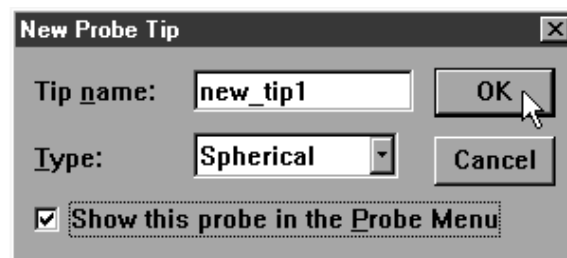 New Probe Tip
Tip name: new_tip1 OK
Type: Spherical Cancel
Show this probe in the Probe Menu